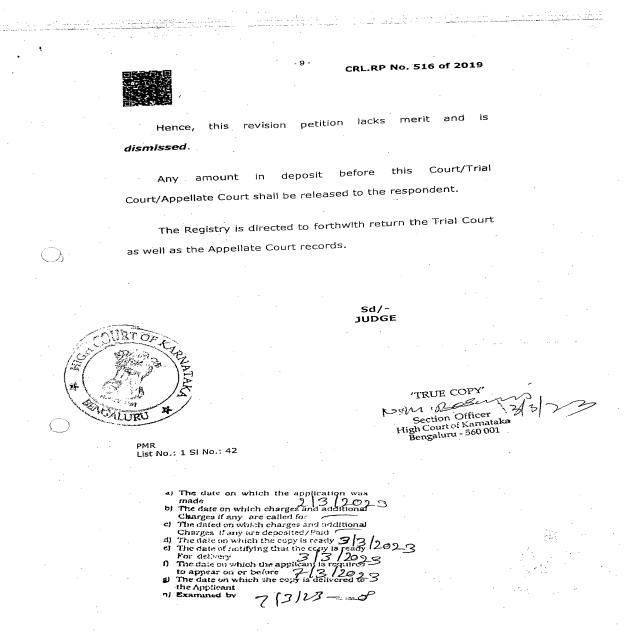 - 9 -
CRL.RP No. 516 of 2019
Hence, this revision petition lacks merit and is
dismissed.
Any amount in deposit before this Court/Trial
Court/Appellate Court shall be released to the respondent.
The Registry is directed to forthwith return the Trial Court
as well as the Appellate Court records.
Sd/-
JUDGE
HIGH COURT OF KARNATAKA
BENGALURU
'TRUE COPY'
3/3/23
Section Officer
High Court of Karnataka
Bengaluru - 560 001
PMR
List No.: 1 Sl No.: 42
a) The date on which the application was
made 2/3/2023
b) The date on which charges and additional
Charges if any are called for
c) The dated on which charges and additional
Charges if any are deposited/Paid
d) The date on which the copy is ready 3/3/2023
e) The date of notifying that the copy is ready
For delivery 3/3/2023
f) The date on which the applicant is required
to appear on or before 7/3/2023
g) The date on which the copy is delivered to
the Applicant
h) Examined by 7/3/23